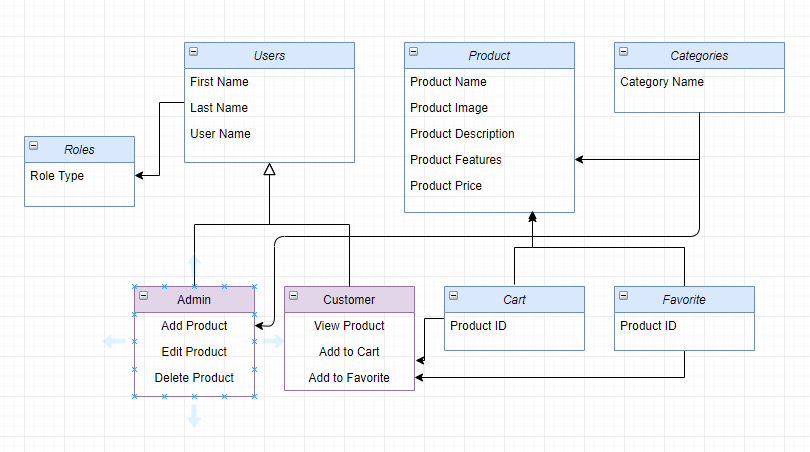 Users
First Name
Last Name
User Name
Product
Product Name
Product Image
Product Description
Product Features
Product Price
Categories
Category Name
Roles
Role Type
Admin
Add Product
Edit Product
Delete Product
Customer
View Product
Add to Cart
Add to Favorite
Cart
Product ID
Favorite
Product ID